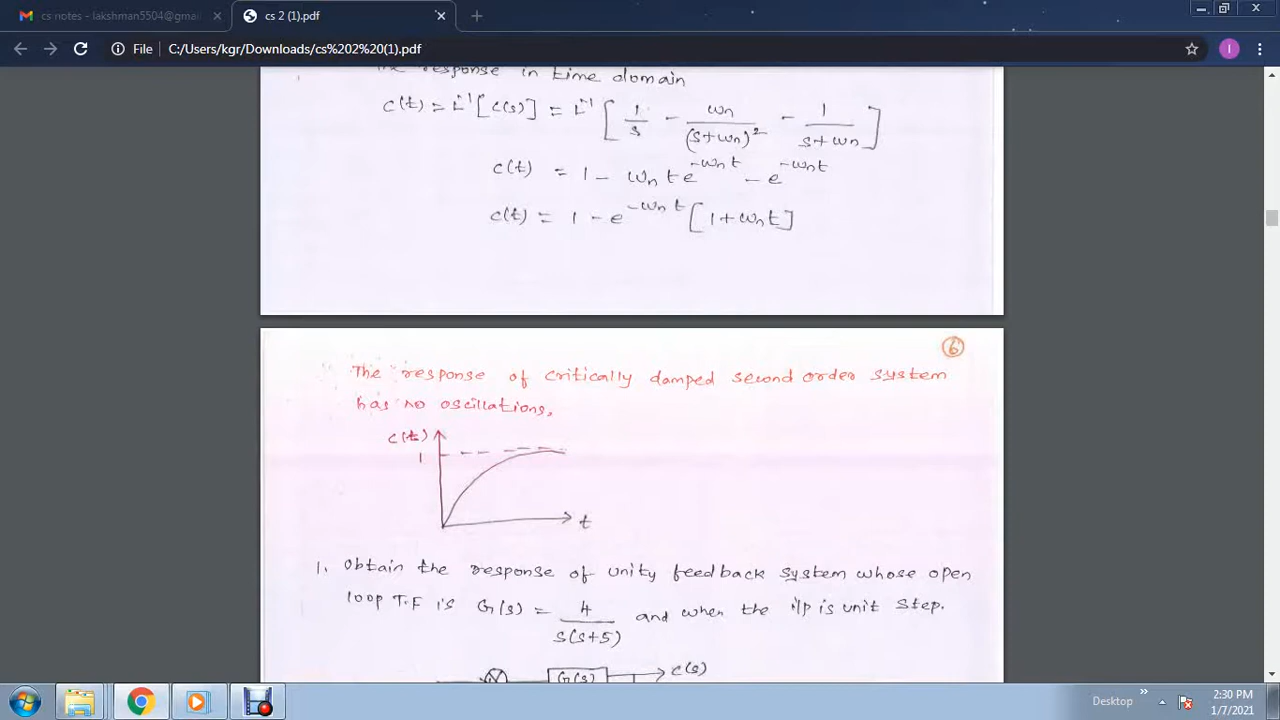 cs notes - lakshman5504@gmail
cs 2 (1).pdf
File C:/Users/kgr/Downloads/cs%202%20(1).pdf
I
The response in time domain
c(t) = L⁻¹[C(s)] = L⁻¹ [ 1/s - ωn/(s+ωn)² - 1/(s+ωn) ]
c(t) = 1 - ωn t e^-ωn t - e^-ωn t
c(t) = 1 - e^-ωn t [1 + ωn t]
6
The response of critically damped second order system
has no oscillations,
c(t)
1
t
1. Obtain the response of unity feedback system whose open
loop T.F is G(s) = 4/s(s+5) and when the i/p is unit step.
G(s) C(s)
Desktop
2:30 PM
1/7/2021